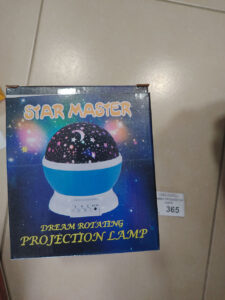 STAR MASTER
DREAM ROTATING
PROJECTION LAMP
365